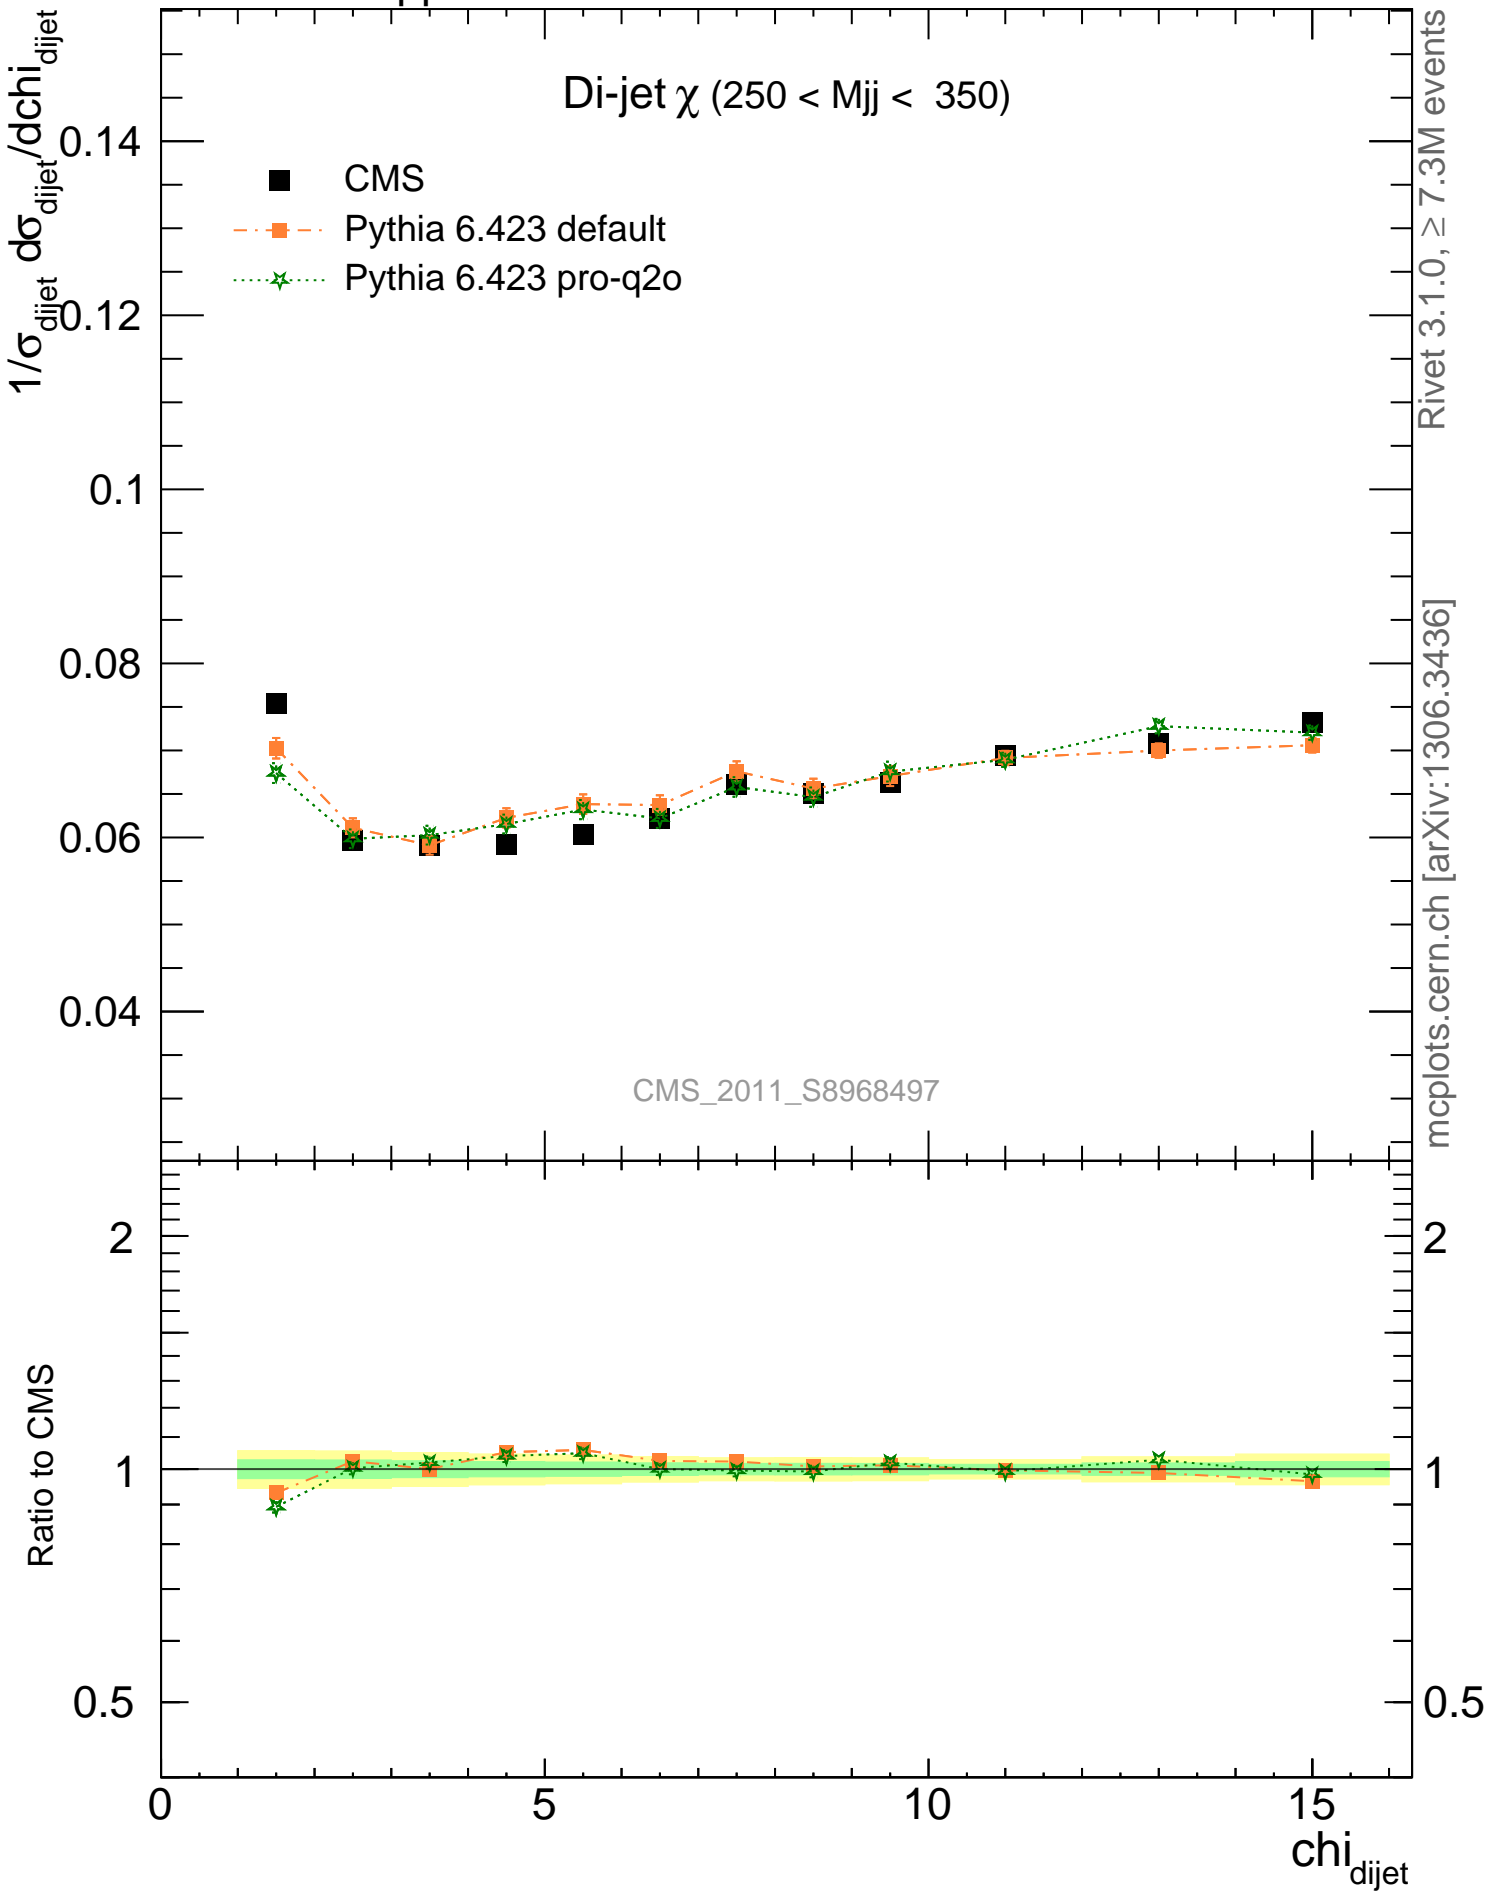 Di-jet χ (250 < Mjj < 350)
CMS
Pythia 6.423 default
Pythia 6.423 pro-q2o
1/σdijet dσdijet/dchidijet
0.14
0.12
0.1
0.08
0.06
0.04
CMS_2011_S8968497
Rivet 3.1.0, ≥ 7.3M events
mcplots.cern.ch [arXiv:1306.3436]
Ratio to CMS
2
1
0.5
2
1
0.5
0 5 10 15
chidijet